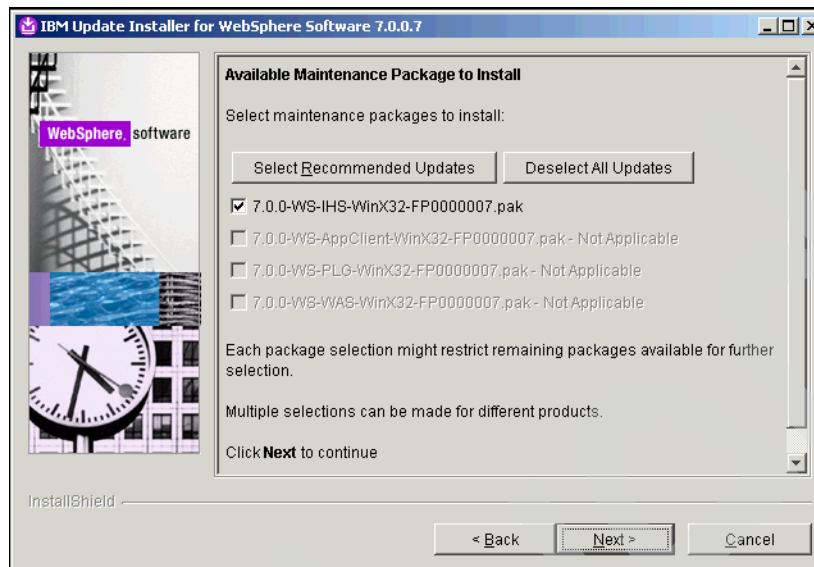 IBM Update Installer for WebSphere Software 7.0.0.7
WebSphere. software
Available Maintenance Package to Install
Select maintenance packages to install:
Select Recommended Updates
Deselect All Updates
7.0.0-WS-IHS-WinX32-FP0000007.pak
7.0.0-WS-AppClient-WinX32-FP0000007.pak - Not Applicable
7.0.0-WS-PLG-WinX32-FP0000007.pak - Not Applicable
7.0.0-WS-WAS-WinX32-FP0000007.pak - Not Applicable
Each package selection might restrict remaining packages available for further
selection.
Multiple selections can be made for different products.
Click Next to continue
InstallShield
< Back
Next >
Cancel